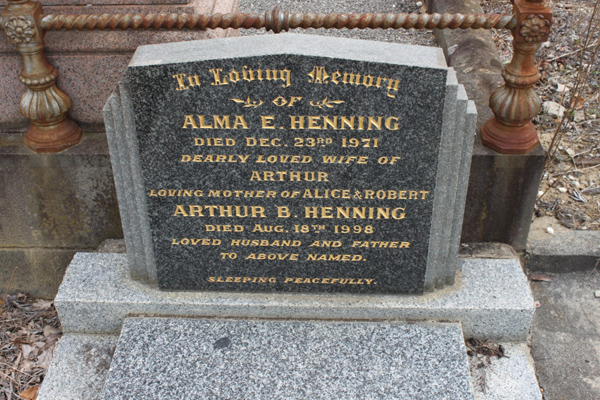 In Loving Memory
OF
ALMA E. HENNING
DIED DEC. 23RD 1971
DEARLY LOVED WIFE OF
ARTHUR
LOVING MOTHER OF ALICE & ROBERT
ARTHUR B. HENNING
DIED AUG. 18TH 1998
LOVED HUSBAND AND FATHER
TO ABOVE NAMED.
SLEEPING PEACEFULLY.